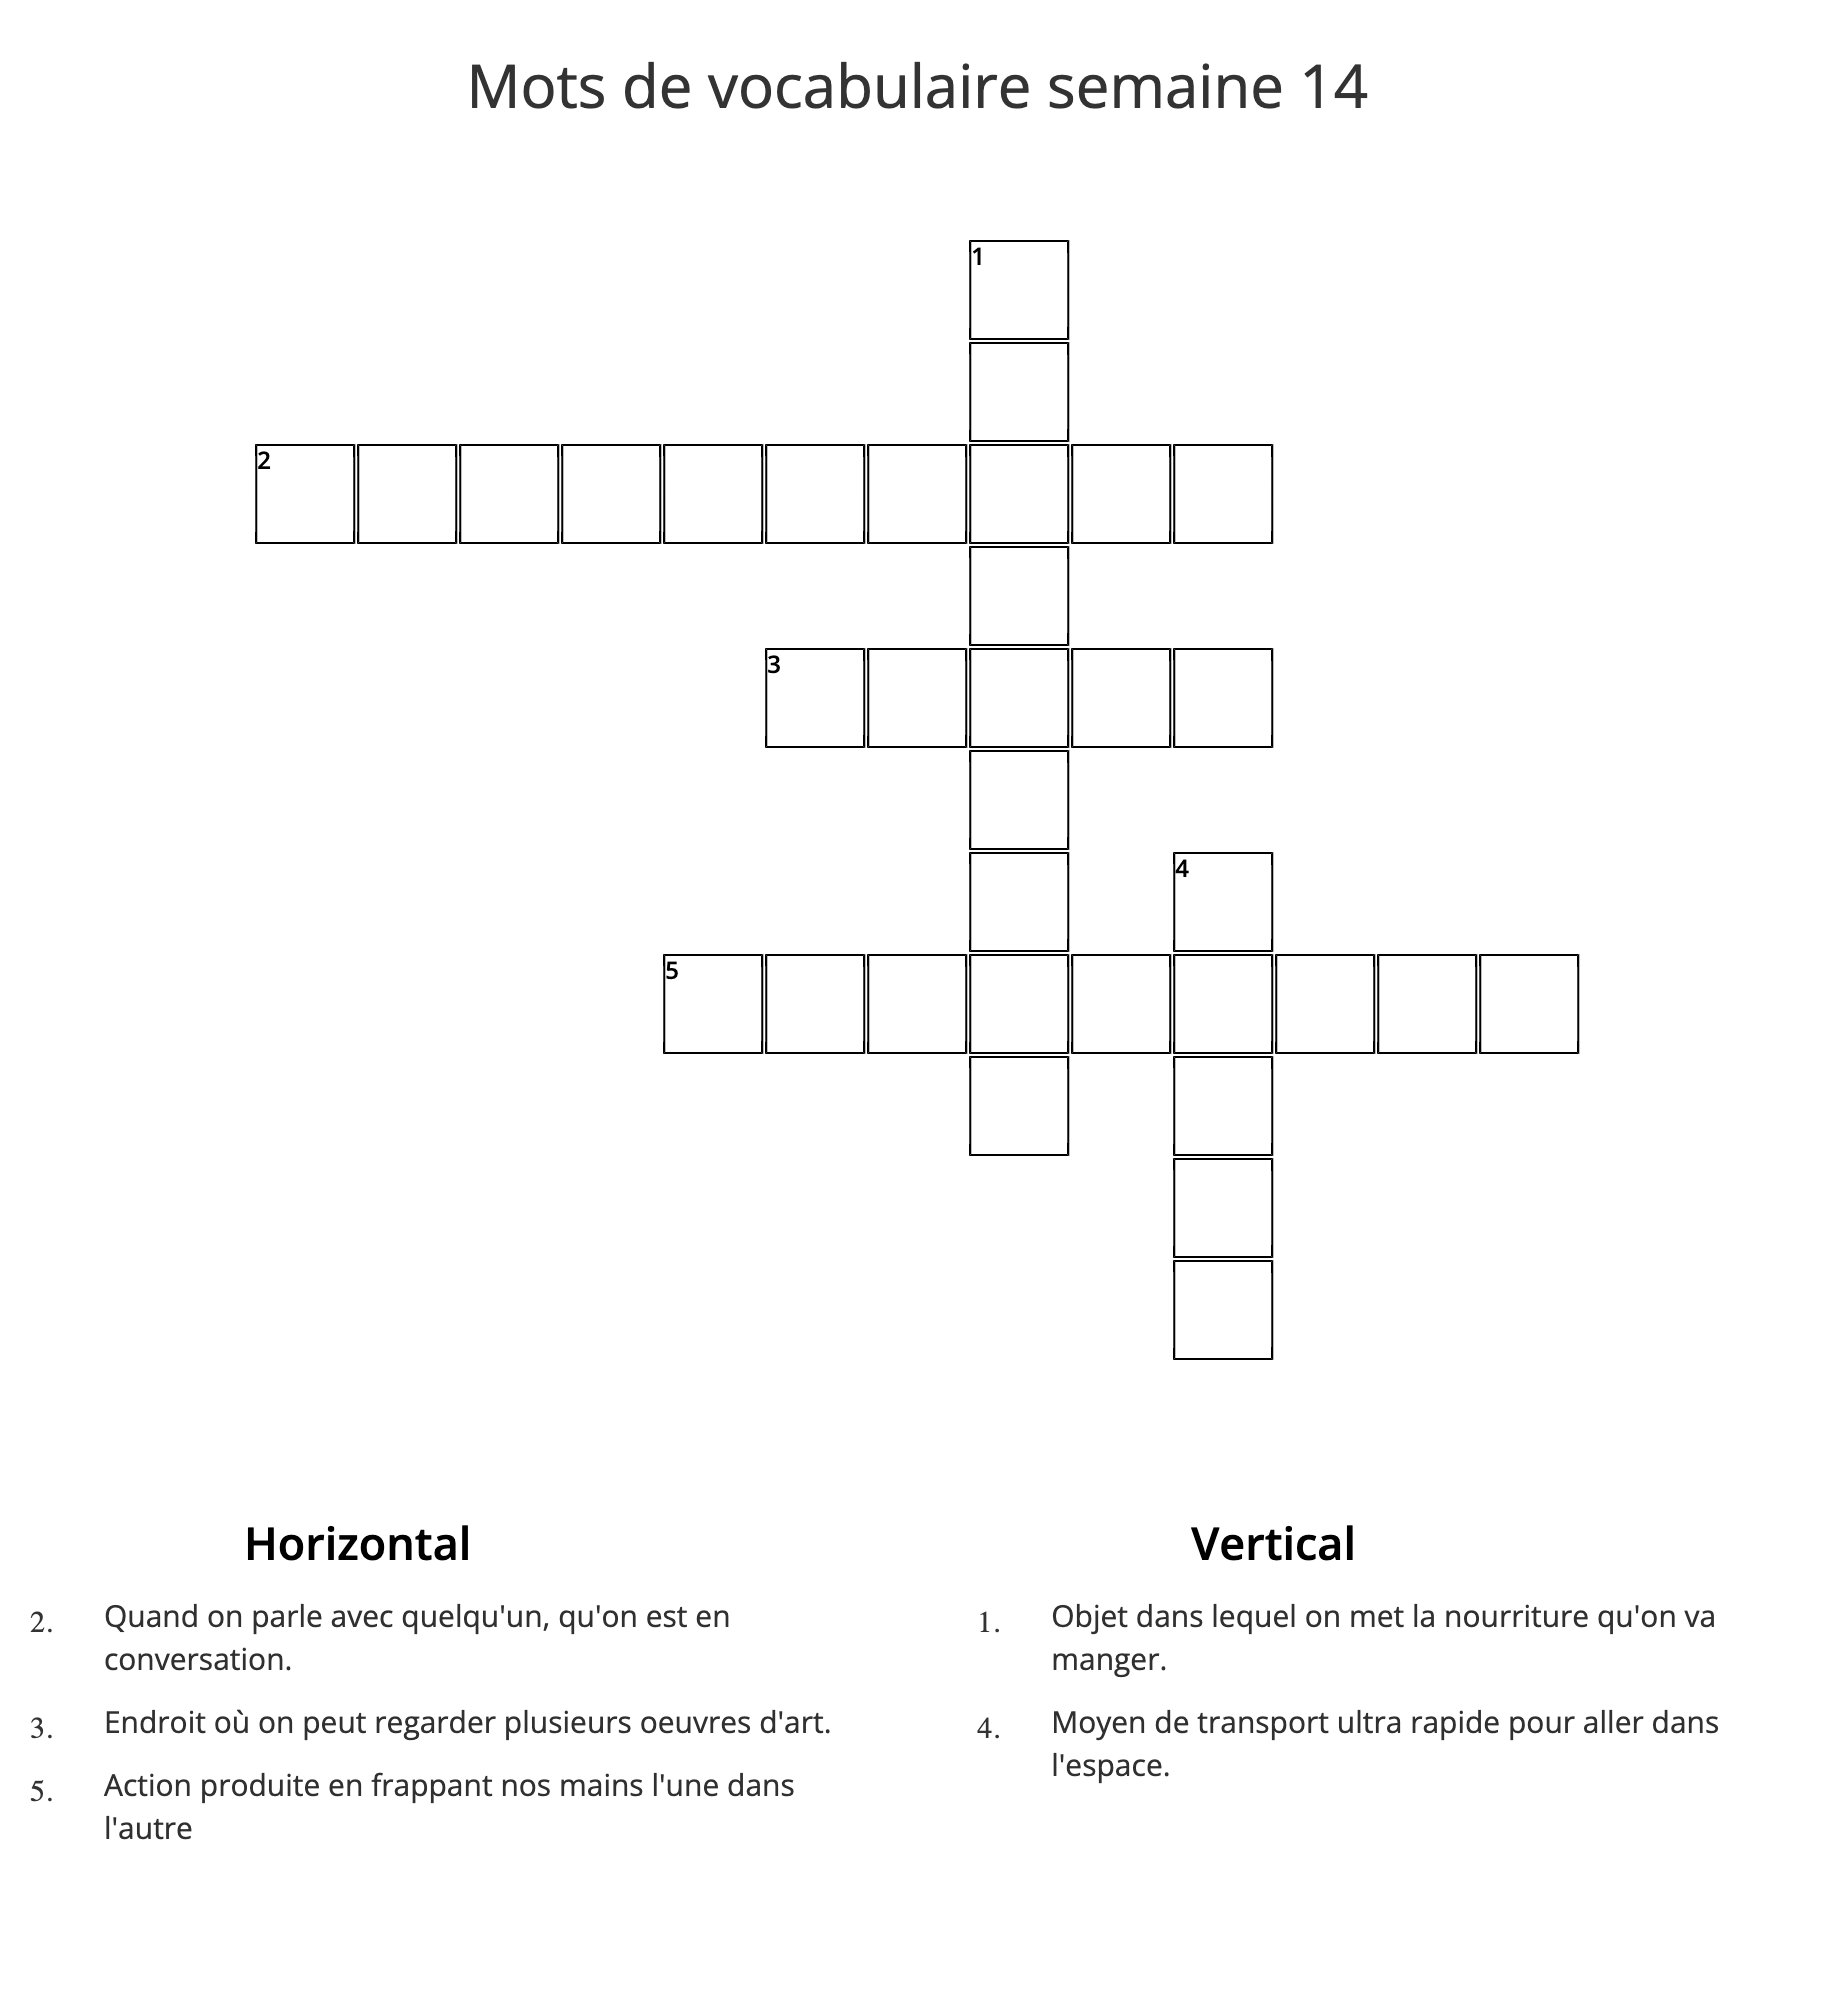 Mots de vocabulaire semaine 14
1
2
3
4
5
Horizontal
2. Quand on parle avec quelqu'un, qu'on est en
conversation.
3. Endroit où on peut regarder plusieurs oeuvres d'art.
5. Action produite en frappant nos mains l'une dans
l'autre
Vertical
1. Objet dans lequel on met la nourriture qu'on va
manger.
4. Moyen de transport ultra rapide pour aller dans
l'espace.